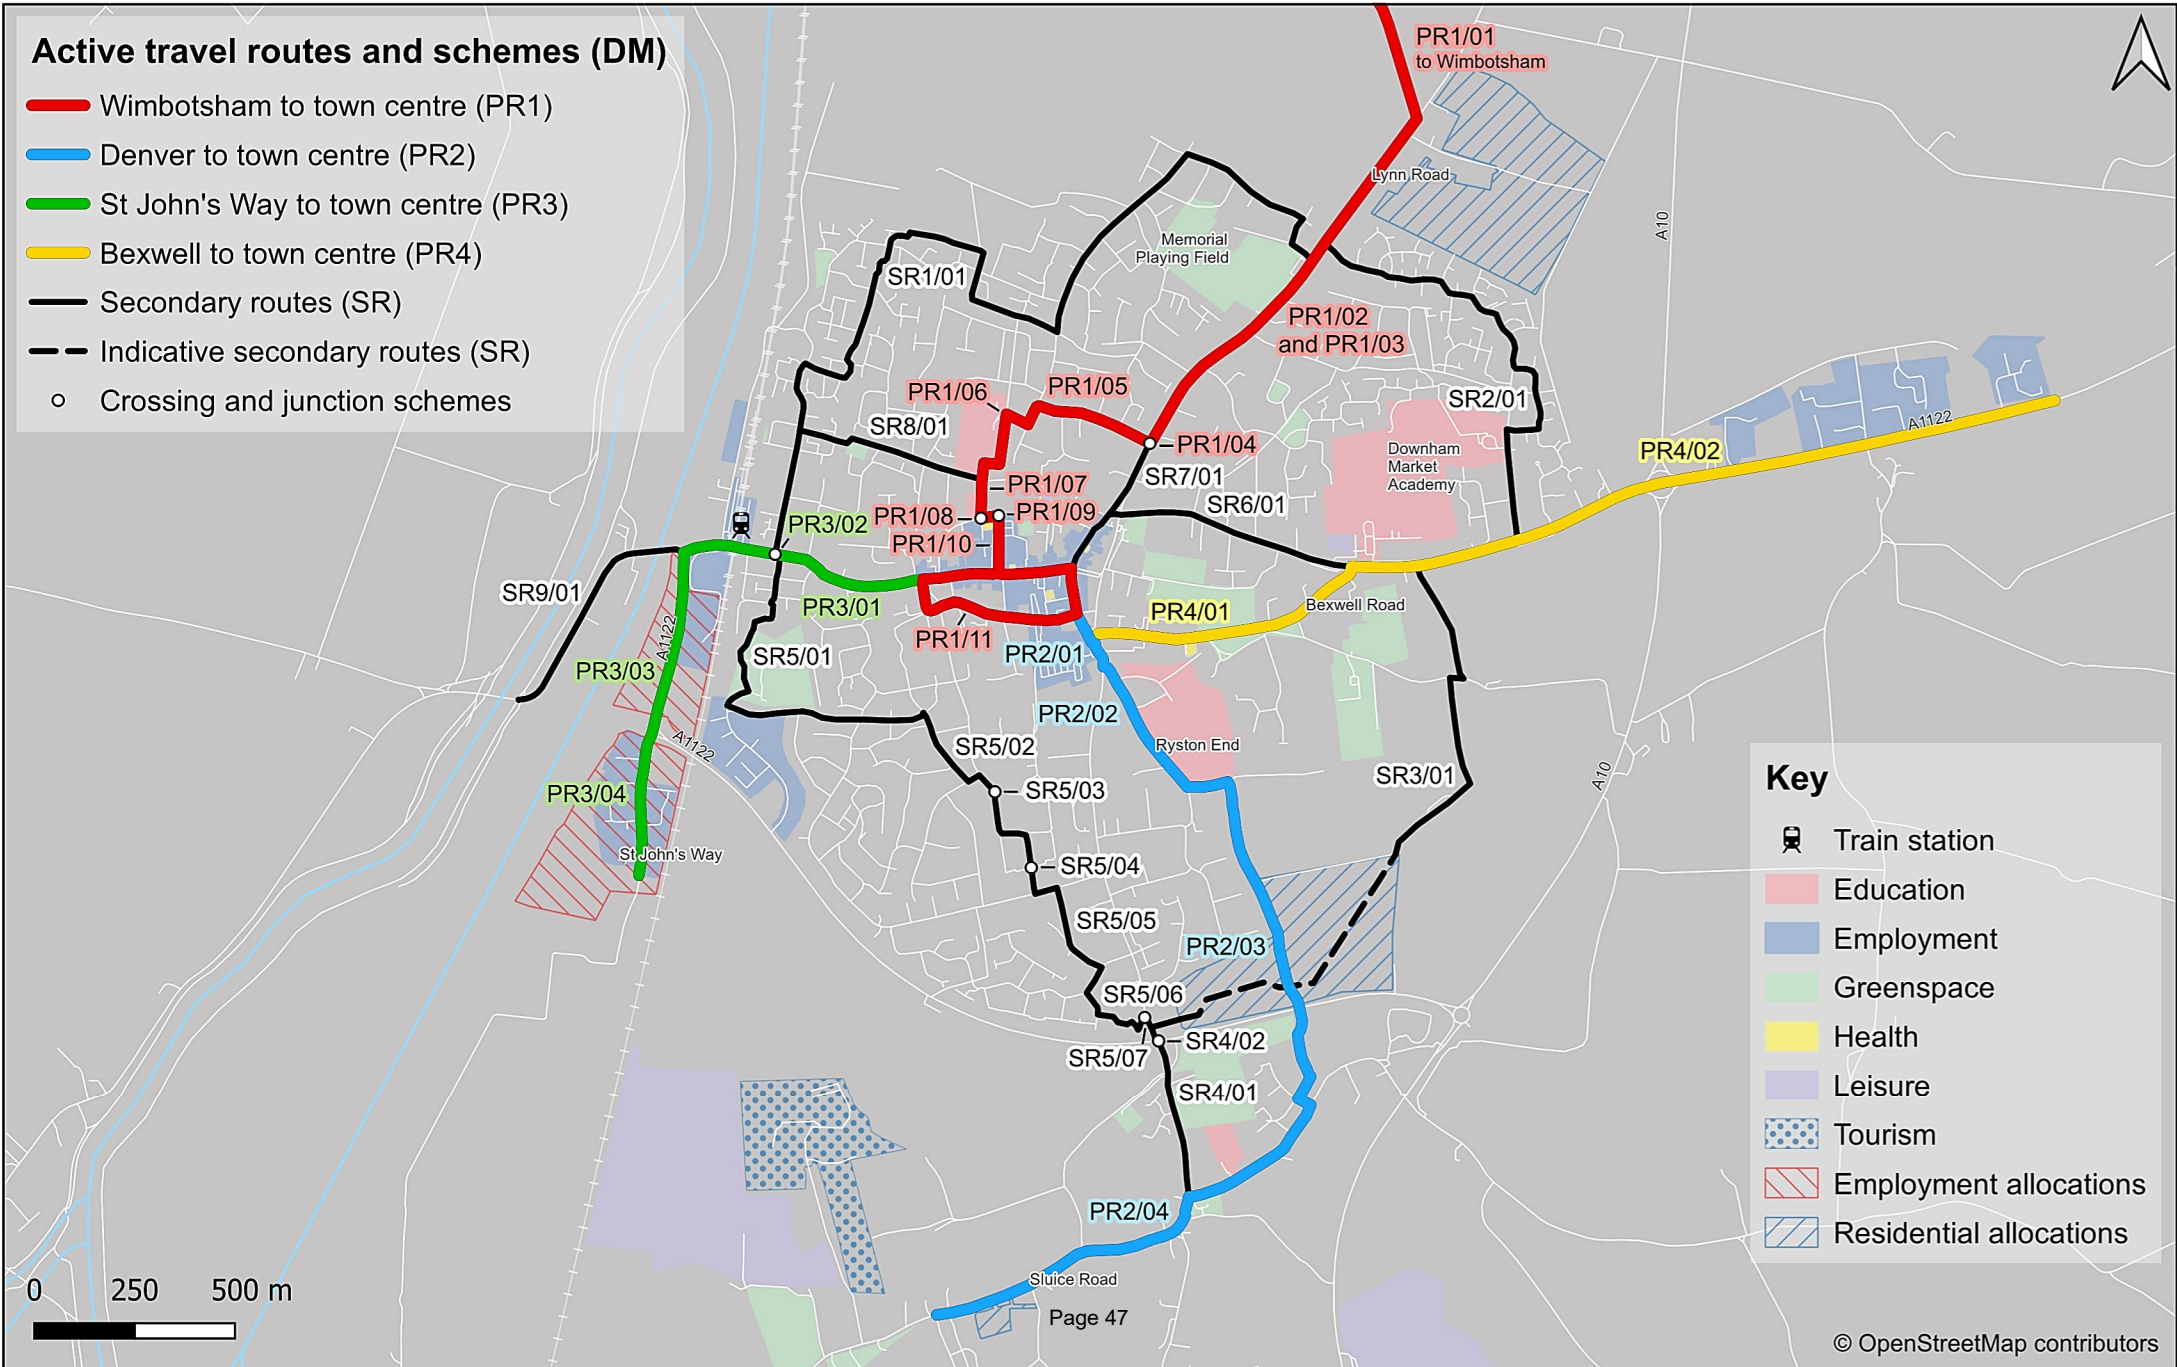 Active travel routes and schemes (DM)
Wimbotsham to town centre (PR1)
Denver to town centre (PR2)
St John's Way to town centre (PR3)
Bexwell to town centre (PR4)
Secondary routes (SR)
Indicative secondary routes (SR)
Crossing and junction schemes
PR1/01
to Wimbotsham
Lynn Road
A10
Memorial
Playing Field
SR1/01
PR1/02
and PR1/03
PR1/06
PR1/05
SR2/01
SR8/01
PR1/04
A1122
PR4/02
Downham
Market
Academy
SR7/01
PR1/07
SR6/01
PR1/08
PR1/09
PR3/02
PR1/10
SR9/01
PR3/01
PR4/01
Bexwell Road
PR1/11
A1122
PR2/01
SR5/01
PR3/03
PR2/02
A1122
SR5/02
Ryston End
SR3/01
A10
PR3/04
SR5/03
St John's Way
SR5/04
SR5/05
PR2/03
SR5/06
SR4/02
SR5/07
SR4/01
PR2/04
Sluice Road
Page 47
Key
Train station
Education
Employment
Greenspace
Health
Leisure
Tourism
Employment allocations
Residential allocations
0 250 500 m
© OpenStreetMap contributors